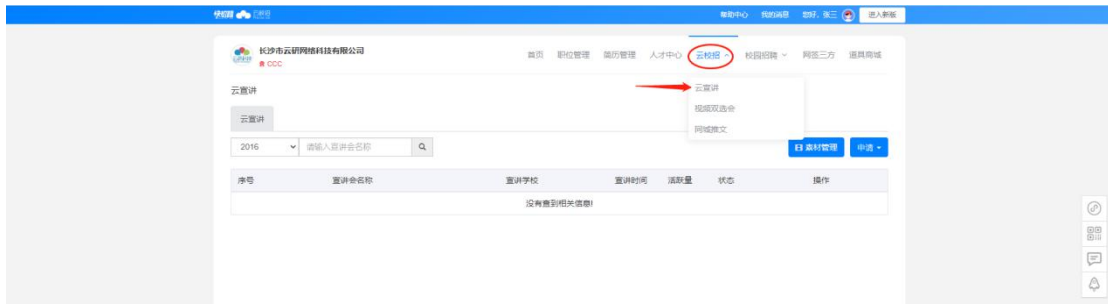 云校招
帮助中心 我的消息 您好，张三 进入新版
长沙市云研网络科技有限公司
CCC
首页 职位管理 简历管理 人才中心 云校招 校园招聘 网签三方 道具商城
云宣讲
视频双选会
同城推文
云宣讲
云宣讲
2016 请输入宣讲会名称 素材管理 申请
序号 宣讲会名称 宣讲学校 宣讲时间 活跃量 状态 操作
没有查到相关信息!